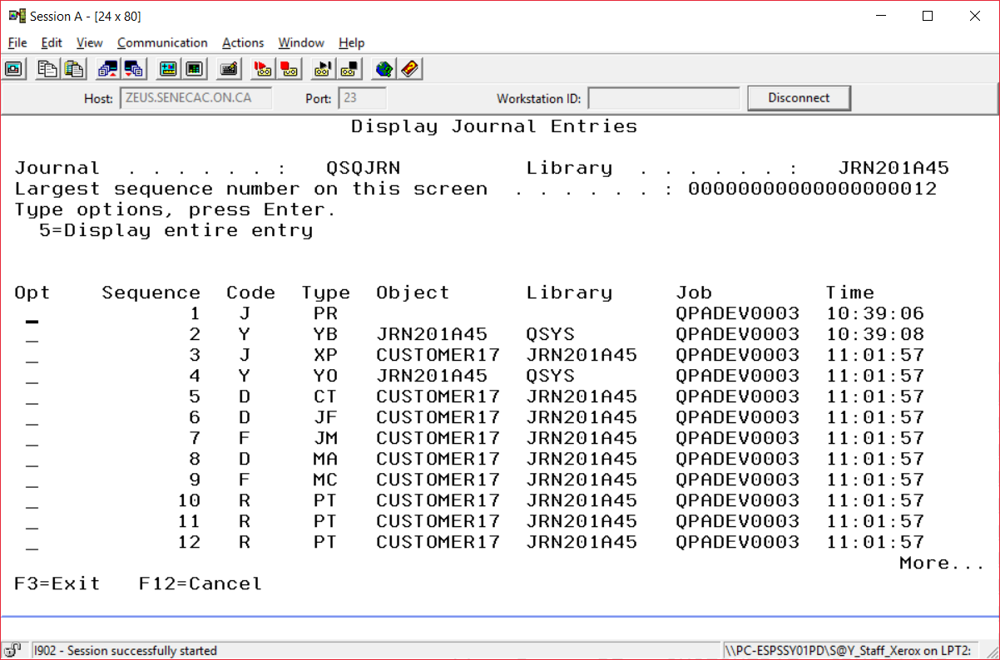 Session A - [24 x 80]
File Edit View Communication Actions Window Help
Host: ZEUS.SENECAC.ON.CA Port: 23 Workstation ID: Disconnect
Display Journal Entries
Journal . . . . . . . : QSQJRN Library . . . . . . . : JRN201A45
Largest sequence number on this screen . . . . . . : 00000000000000000012
Type options, press Enter.
5=Display entire entry
Opt Sequence Code Type Object Library Job Time
_ 1 J PR QPADEV0003 10:39:06
_ 2 Y YB JRN201A45 QSYS QPADEV0003 10:39:08
_ 3 J XP CUSTOMER17 JRN201A45 QPADEV0003 11:01:57
_ 4 Y YO JRN201A45 QSYS QPADEV0003 11:01:57
_ 5 D CT CUSTOMER17 JRN201A45 QPADEV0003 11:01:57
_ 6 D JF CUSTOMER17 JRN201A45 QPADEV0003 11:01:57
_ 7 F JM CUSTOMER17 JRN201A45 QPADEV0003 11:01:57
_ 8 D MA CUSTOMER17 JRN201A45 QPADEV0003 11:01:57
_ 9 F MC CUSTOMER17 JRN201A45 QPADEV0003 11:01:57
_ 10 R PT CUSTOMER17 JRN201A45 QPADEV0003 11:01:57
_ 11 R PT CUSTOMER17 JRN201A45 QPADEV0003 11:01:57
_ 12 R PT CUSTOMER17 JRN201A45 QPADEV0003 11:01:57
More...
F3=Exit F12=Cancel
I902 - Session successfully started \\PC-ESPSSY01PD\S@Y_Staff_Xerox on LPT2: